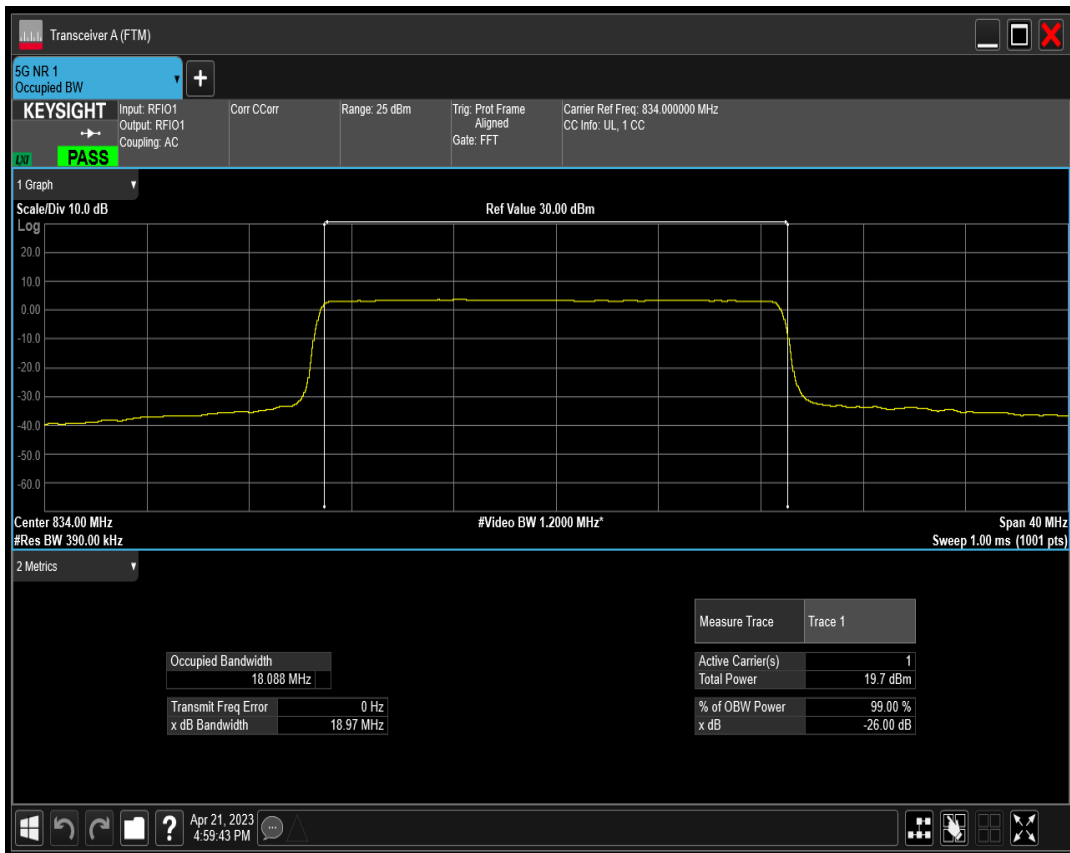 Transceiver A (FTM)
5G NR 1
Occupied BW
+
KEYSIGHT
LXI
PASS
Input: RFIO1
Output: RFIO1
Coupling: AC
Corr CCorr
Range: 25 dBm
Trig: Prot Frame
Aligned
Gate: FFT
Carrier Ref Freq: 834.000000 MHz
CC Info: UL, 1 CC
1 Graph
Scale/Div 10.0 dB
Ref Value 30.00 dBm
Log
20.0
10.0
0.00
-10.0
-20.0
-30.0
-40.0
-50.0
-60.0
Center 834.00 MHz
#Video BW 1.2000 MHz*
Span 40 MHz
#Res BW 390.00 kHz
Sweep 1.00 ms (1001 pts)
2 Metrics
Measure Trace Trace 1
Occupied Bandwidth
18.088 MHz
Active Carrier(s) 1
Total Power 19.7 dBm
Transmit Freq Error 0 Hz
x dB Bandwidth 18.97 MHz
% of OBW Power 99.00 %
x dB -26.00 dB
?
Apr 21, 2023
4:59:43 PM